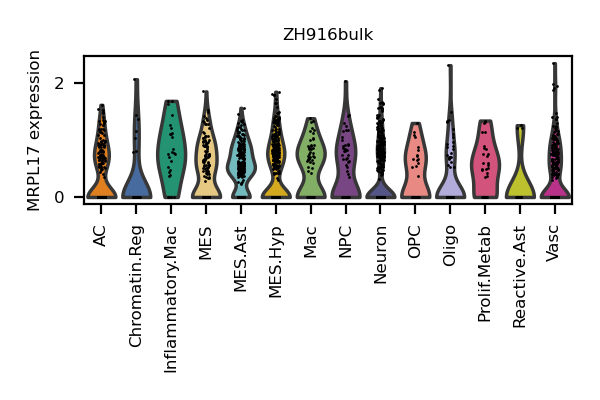 ZH916bulk
MRPL17 expression
2
0
AC
Chromatin.Reg
Inflammatory.Mac
MES
MES.Ast
MES.Hyp
Mac
NPC
Neuron
OPC
Oligo
Prolif.Metab
Reactive.Ast
Vasc